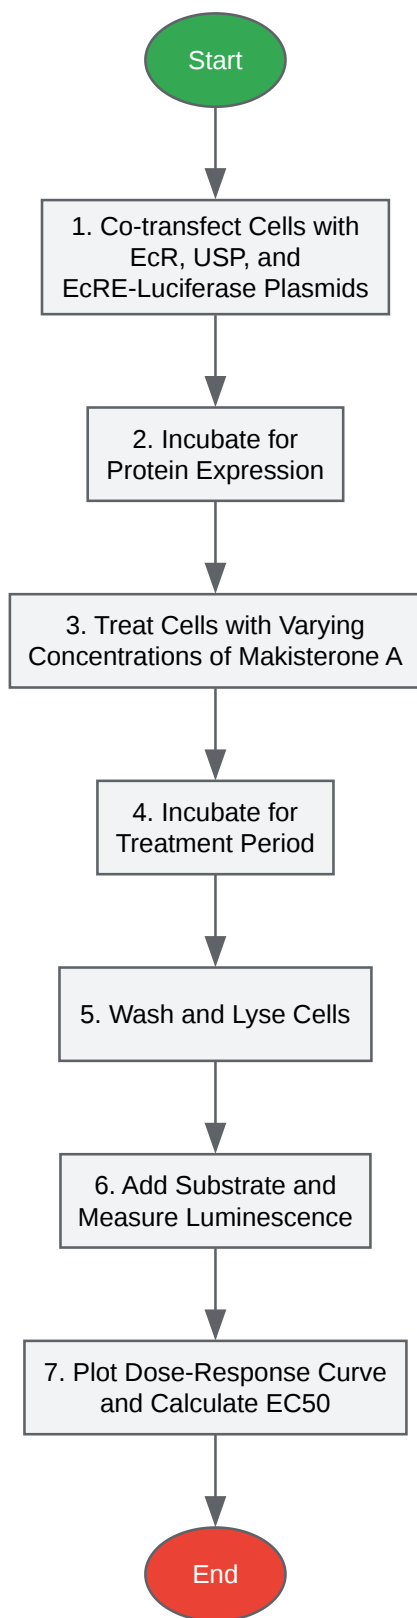 Start
1. Co-transfect Cells with
EcR, USP, and
EcRE-Luciferase Plasmids
2. Incubate for
Protein Expression
3. Treat Cells with Varying
Concentrations of Makisterone A
4. Incubate for
Treatment Period
5. Wash and Lyse Cells
6. Add Substrate and
Measure Luminescence
7. Plot Dose-Response Curve
and Calculate EC50
End